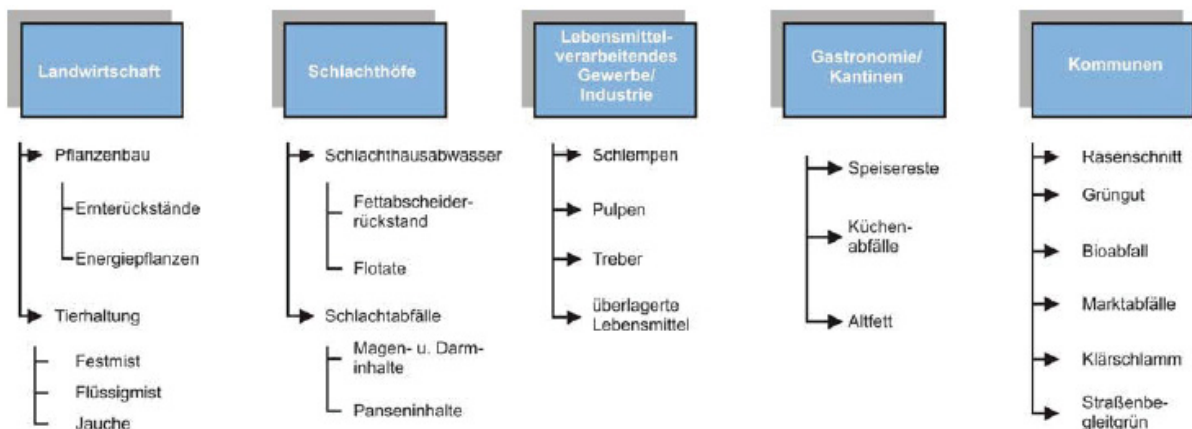 Landwirtschaft
Pflanzenbau
Ernterückstände
Energiepflanzen
Tierhaltung
Festmist
Flüssigmist
Jauche
Schlachthöfe
Schlachthausabwasser
Fettabscheider-
rückstand
Flotate
Schlachtabfälle
Magen- u. Darm-
inhalte
Panseninhalte
Lebensmittel-
verarbeitendes
Gewerbe/
Industrie
Schlempen
Pulpen
Treber
überlagerte
Lebensmittel
Gastronomie/
Kantinen
Speisereste
Küchen-
abfälle
Altfett
Kommunen
Rasenschnitt
Grüngut
Bioabfall
Marktabfälle
Klärschlamm
Straßenbe-
gleitgrün